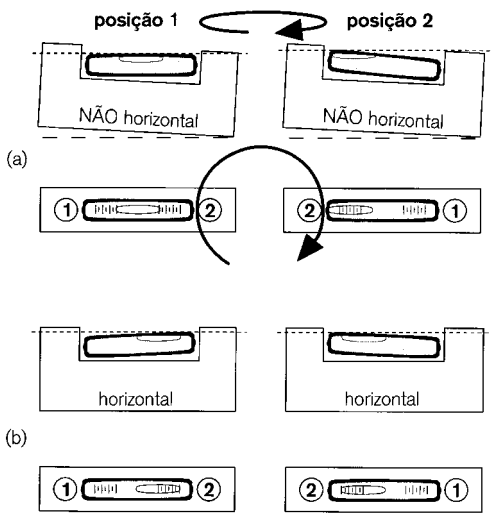 posição 1 posição 2
NÃO horizontal NÃO horizontal
(a)
1 2 2 1
horizontal horizontal
(b)
1 2 2 1